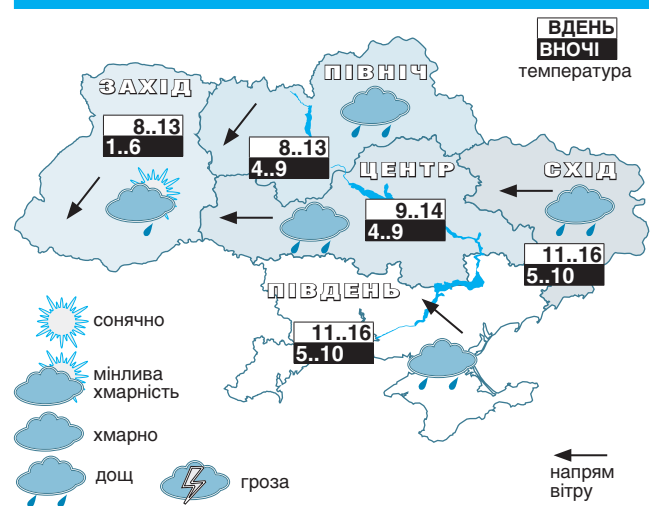 ВДЕНЬ
ВНОЧІ
температура
ПІВНІЧ
ЗАХІД
8..13
1..6
8..13
4..9
ЦЕНТР
СХІД
9..14
4..9
11..16
5..10
ПІВДЕНЬ
11..16
5..10
сонячно
мінлива
хмарність
хмарно
дощ
гроза
напрям
вітру